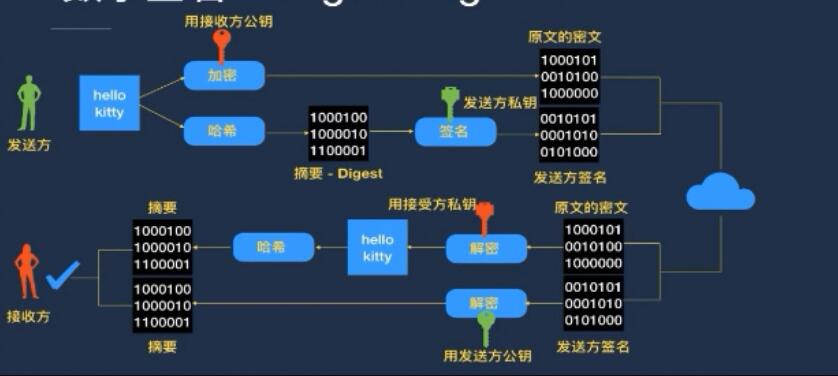 用接收方公钥
原文的密文
加密
1000101
0010100
1000000
hello
kitty
发送方私钥
发送方
哈希
1000100
1000010
1100001
签名
0010101
0001010
0101000
摘要 - Digest
发送方签名
摘要
用接受方私钥
原文的密文
1000100
1000010
1100001
哈希
hello
kitty
解密
1000101
0010100
1000000
接收方
1000100
1000010
1100001
解密
0010101
0001010
0101000
摘要
用发送方公钥
发送方签名